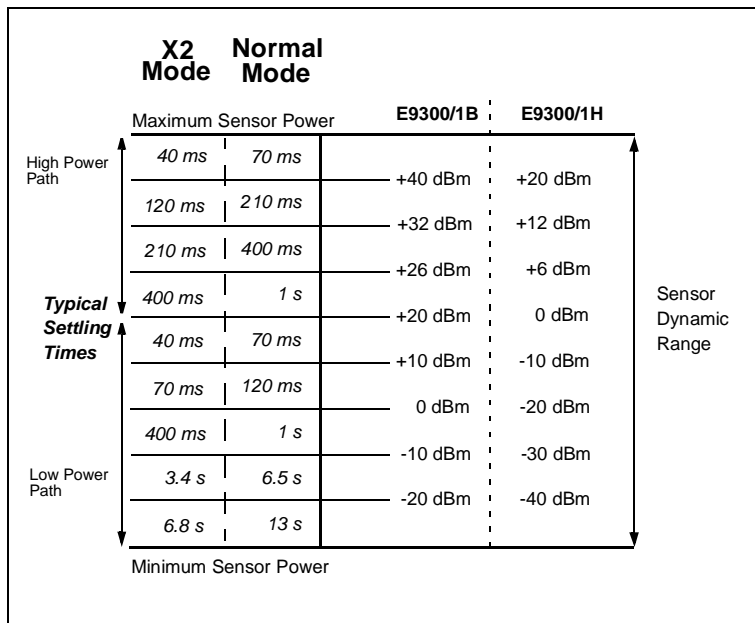 X2 Mode Normal Mode
Maximum Sensor Power E9300/1B E9300/1H
High Power Path
40 ms 70 ms
+40 dBm +20 dBm
120 ms 210 ms
+32 dBm +12 dBm
210 ms 400 ms
+26 dBm +6 dBm
400 ms 1 s
Typical Settling Times
+20 dBm 0 dBm
Sensor Dynamic Range
40 ms 70 ms
+10 dBm -10 dBm
70 ms 120 ms
0 dBm -20 dBm
400 ms 1 s
-10 dBm -30 dBm
Low Power Path
3.4 s 6.5 s
-20 dBm -40 dBm
6.8 s 13 s
Minimum Sensor Power